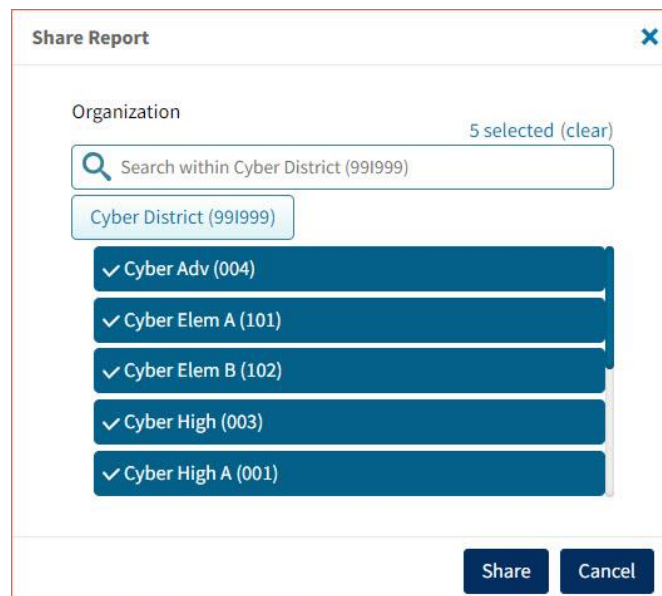 Share Report
Organization
5 selected (clear)
Search within Cyber District (99I999)
Cyber District (99I999)
Cyber Adv (004)
Cyber Elem A (101)
Cyber Elem B (102)
Cyber High (003)
Cyber High A (001)
Share Cancel